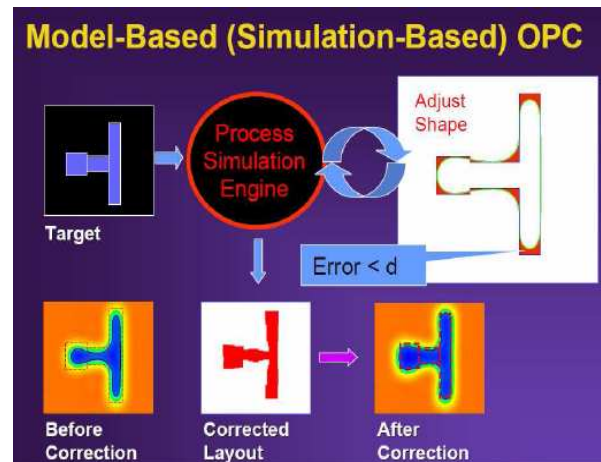 Model-Based (Simulation-Based) OPC
Process
Simulation
Engine
Adjust
Shape
Target
Error < d
Before
Correction
Corrected
Layout
After
Correction